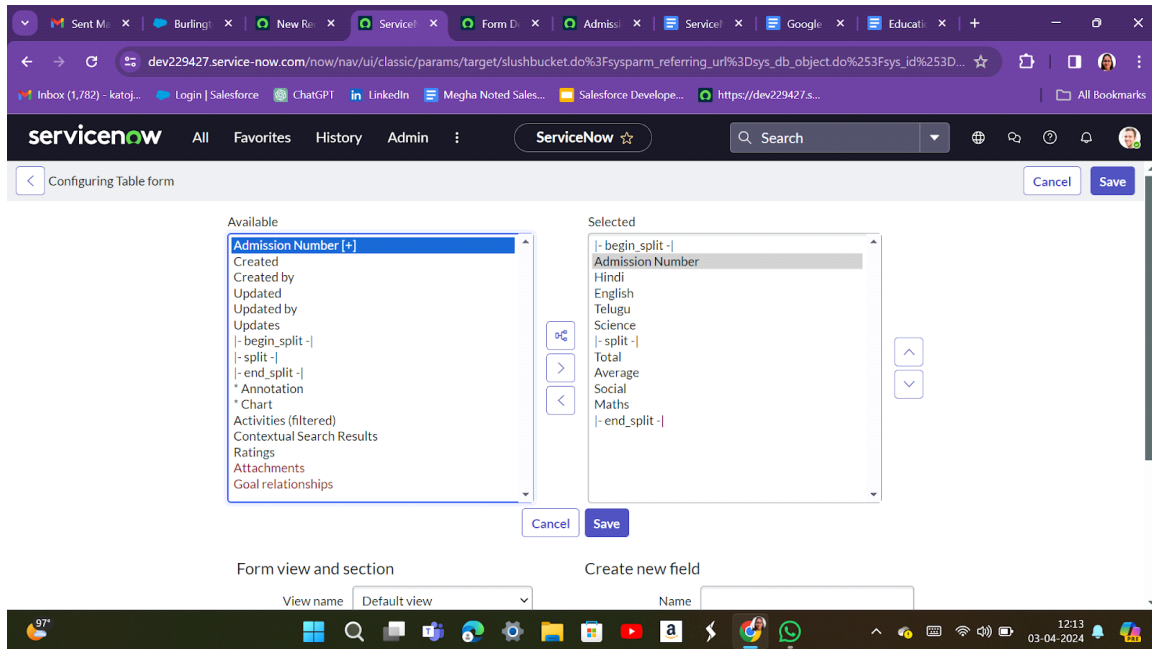 Sent Ma
Burlingt
New Re
Service
Form D
Admissi
Service
Google
Educati
dev229427.service-now.com/now/nav/ui/classic/params/target/slushbucket.do%3Fsysparm_referring_url%3Dsys_db_object.do%253Fsys_id%253D...
Inbox (1,782) - katoj...
Login | Salesforce
ChatGPT
LinkedIn
Megha Noted Sales...
Salesforce Develope...
https://dev229427.s...
All Bookmarks
servicenow
All
Favorites
History
Admin
ServiceNow
Search
Configuring Table form
Cancel
Save
Available
Admission Number [+]
Created
Created by
Updated
Updated by
Updates
|- begin_split -|
|- split -|
|- end_split -|
* Annotation
* Chart
Activities (filtered)
Contextual Search Results
Ratings
Attachments
Goal relationships
Selected
|- begin_split -|
Admission Number
Hindi
English
Telugu
Science
|- split -|
Total
Average
Social
Maths
|- end_split -|
Cancel
Save
Form view and section
View name
Default view
Create new field
Name
97°
12:13
03-04-2024
PRE